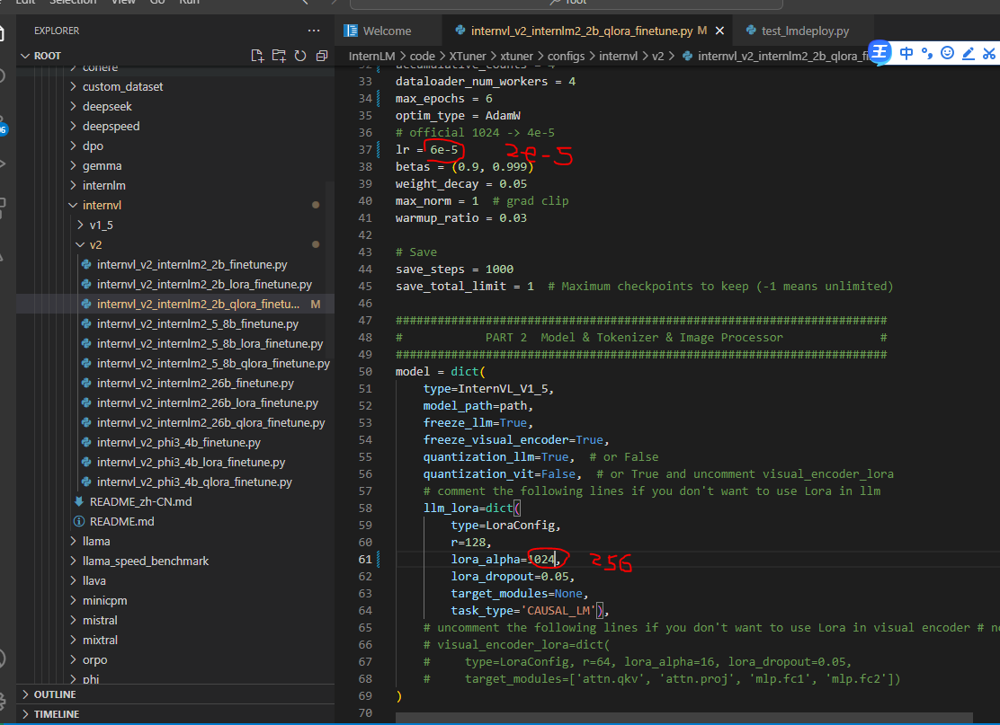 Edit Selection View Go Run
root
EXPLORER
ROOT
cohere
custom_dataset
deepseek
deepspeed
dpo
gemma
internlm
internvl
v1_5
v2
internvl_v2_internlm2_2b_finetune.py
internvl_v2_internlm2_2b_lora_finetune.py
internvl_v2_internlm2_2b_qlora_finetu... M
internvl_v2_internlm2_5_8b_finetune.py
internvl_v2_internlm2_5_8b_lora_finetune.py
internvl_v2_internlm2_5_8b_qlora_finetune.py
internvl_v2_internlm2_26b_finetune.py
internvl_v2_internlm2_26b_lora_finetune.py
internvl_v2_internlm2_26b_qlora_finetune.py
internvl_v2_phi3_4b_finetune.py
internvl_v2_phi3_4b_lora_finetune.py
internvl_v2_phi3_4b_qlora_finetune.py
README_zh-CN.md
README.md
llama
llama_speed_benchmark
llava
minicpm
mistral
mixtral
orpo
phi
OUTLINE
TIMELINE
Welcome
internvl_v2_internlm2_2b_qlora_finetune.py M
test_lmdeploy.py
InternLM > code > XTuner > xtuner > configs > internvl > v2 > internvl_v2_internlm2_2b_qlora_fi
王 中
32 accumulative_counts = 4
33 dataloader_num_workers = 4
34 max_epochs = 6
35 optim_type = AdamW
36 # official 1024 -> 4e-5
37 lr = 6e-5 2e-5
38 betas = (0.9, 0.999)
39 weight_decay = 0.05
40 max_norm = 1 # grad clip
41 warmup_ratio = 0.03
42
43 # Save
44 save_steps = 1000
45 save_total_limit = 1 # Maximum checkpoints to keep (-1 means unlimited)
46
47 #######################################################################
48 # PART 2 Model & Tokenizer & Image Processor #
49 #######################################################################
50 model = dict(
51 type=InternVL_V1_5,
52 model_path=path,
53 freeze_llm=True,
54 freeze_visual_encoder=True,
55 quantization_llm=True, # or False
56 quantization_vit=False, # or True and uncomment visual_encoder_lora
57 # comment the following lines if you don't want to use Lora in llm
58 llm_lora=dict(
59 type=LoraConfig,
60 r=128,
61 lora_alpha=1024, 256
62 lora_dropout=0.05,
63 target_modules=None,
64 task_type='CAUSAL_LM'),
65 # uncomment the following lines if you don't want to use Lora in visual encoder #
66 # visual_encoder_lora=dict(
67 # type=LoraConfig, r=64, lora_alpha=16, lora_dropout=0.05,
68 # target_modules=['attn.qkv', 'attn.proj', 'mlp.fc1', 'mlp.fc2'])
69 )
70